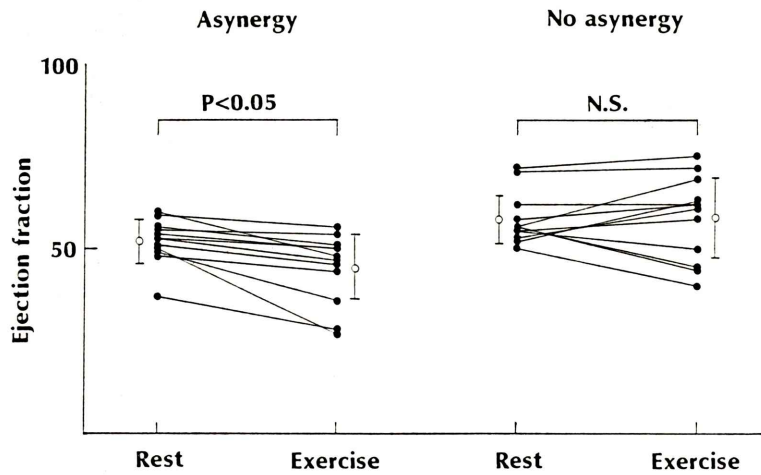 Asynergy No asynergy
100
P<0.05 N.S.
50
Ejection fraction
Rest Exercise Rest Exercise